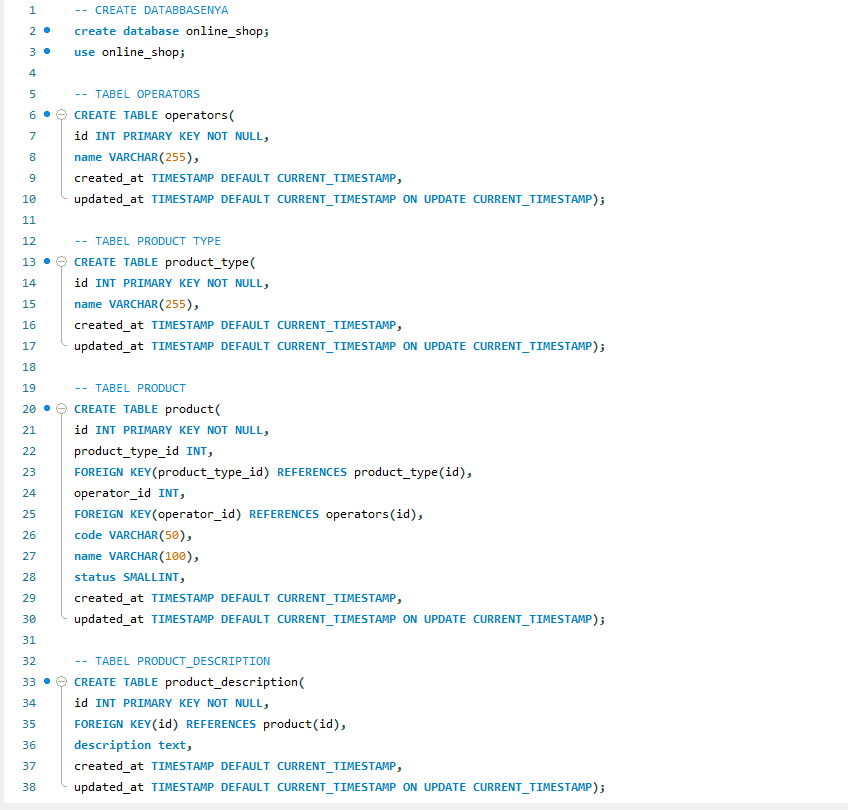 1 -- CREATE DATABBASENYA
2 create database online_shop;
3 use online_shop;
4
5 -- TABEL OPERATORS
6 CREATE TABLE operators(
7 id INT PRIMARY KEY NOT NULL,
8 name VARCHAR(255),
9 created_at TIMESTAMP DEFAULT CURRENT_TIMESTAMP,
10 updated_at TIMESTAMP DEFAULT CURRENT_TIMESTAMP ON UPDATE CURRENT_TIMESTAMP);
11
12 -- TABEL PRODUCT TYPE
13 CREATE TABLE product_type(
14 id INT PRIMARY KEY NOT NULL,
15 name VARCHAR(255),
16 created_at TIMESTAMP DEFAULT CURRENT_TIMESTAMP,
17 updated_at TIMESTAMP DEFAULT CURRENT_TIMESTAMP ON UPDATE CURRENT_TIMESTAMP);
18
19 -- TABEL PRODUCT
20 CREATE TABLE product(
21 id INT PRIMARY KEY NOT NULL,
22 product_type_id INT,
23 FOREIGN KEY(product_type_id) REFERENCES product_type(id),
24 operator_id INT,
25 FOREIGN KEY(operator_id) REFERENCES operators(id),
26 code VARCHAR(50),
27 name VARCHAR(100),
28 status SMALLINT,
29 created_at TIMESTAMP DEFAULT CURRENT_TIMESTAMP,
30 updated_at TIMESTAMP DEFAULT CURRENT_TIMESTAMP ON UPDATE CURRENT_TIMESTAMP);
31
32 -- TABEL PRODUCT_DESCRIPTION
33 CREATE TABLE product_description(
34 id INT PRIMARY KEY NOT NULL,
35 FOREIGN KEY(id) REFERENCES product(id),
36 description text,
37 created_at TIMESTAMP DEFAULT CURRENT_TIMESTAMP,
38 updated_at TIMESTAMP DEFAULT CURRENT_TIMESTAMP ON UPDATE CURRENT_TIMESTAMP);